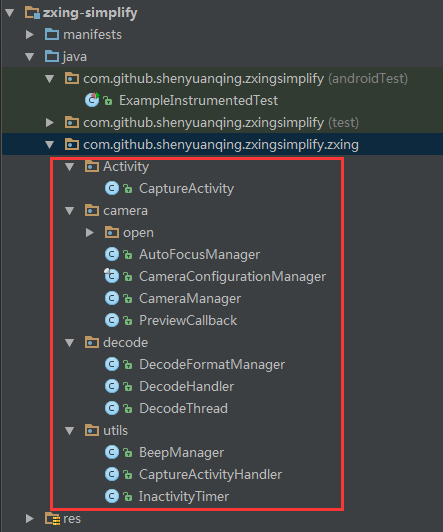 zxing-simplify
manifests
java
com.github.shenyuanqing.zxingsimplify (androidTest)
ExampleInstrumentedTest
com.github.shenyuanqing.zxingsimplify (test)
com.github.shenyuanqing.zxingsimplify.zxing
Activity
CaptureActivity
camera
open
AutoFocusManager
CameraConfigurationManager
CameraManager
PreviewCallback
decode
DecodeFormatManager
DecodeHandler
DecodeThread
utils
BeepManager
CaptureActivityHandler
InactivityTimer
res